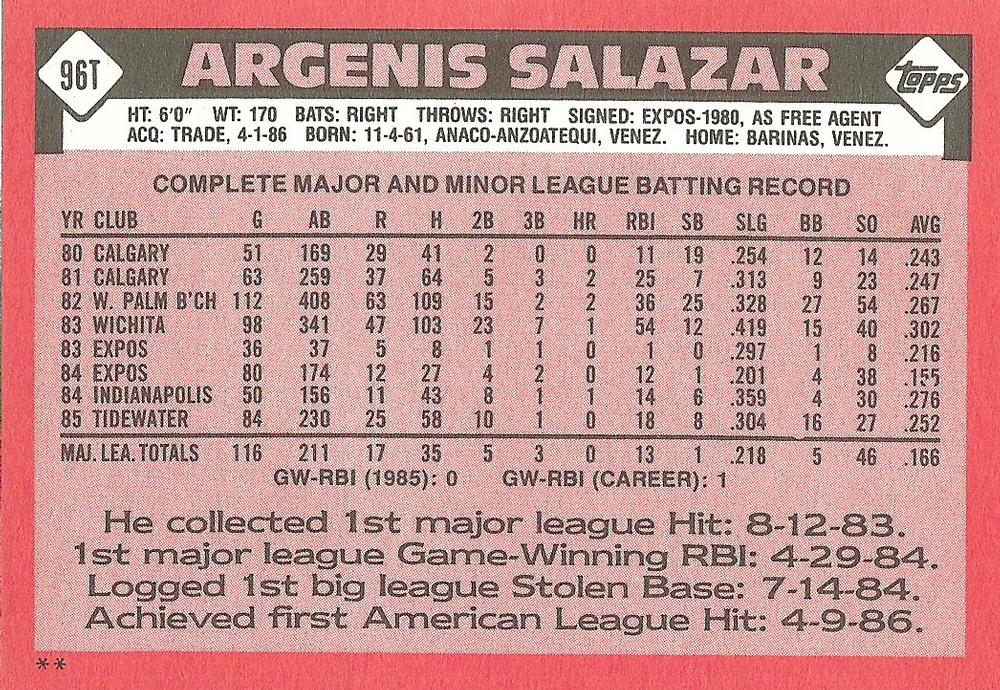 96T ARGENIS SALAZAR topps
HT: 6'0" WT: 170 BATS: RIGHT THROWS: RIGHT SIGNED: EXPOS-1980, AS FREE AGENT
ACQ: TRADE, 4-1-86 BORN: 11-4-61, ANACO-ANZOATEQUI, VENEZ. HOME: BARINAS, VENEZ.
COMPLETE MAJOR AND MINOR LEAGUE BATTING RECORD
YR CLUB G AB R H 2B 3B HR RBI SB SLG BB SO AVG
80 CALGARY 51 169 29 41 2 0 0 11 19 .254 12 14 .243
81 CALGARY 63 259 37 64 5 3 2 25 7 .313 9 23 .247
82 W. PALM B'CH 112 408 63 109 15 2 2 36 25 .328 27 54 .267
83 WICHITA 98 341 47 103 23 7 1 54 12 .419 15 40 .302
83 EXPOS 36 37 5 8 1 1 0 1 0 .297 1 8 .216
84 EXPOS 80 174 12 27 4 2 0 12 1 .201 4 38 .155
84 INDIANAPOLIS 50 156 11 43 8 1 1 14 6 .359 4 30 .276
85 TIDEWATER 84 230 25 58 10 1 0 18 8 .304 16 27 .252
MAJ. LEA. TOTALS 116 211 17 35 5 3 0 13 1 .218 5 46 .166
GW-RBI (1985): 0 GW-RBI (CAREER): 1
He collected 1st major league Hit: 8-12-83.
1st major league Game-Winning RBI: 4-29-84.
Logged 1st big league Stolen Base: 7-14-84.
Achieved first American League Hit: 4-9-86.
**